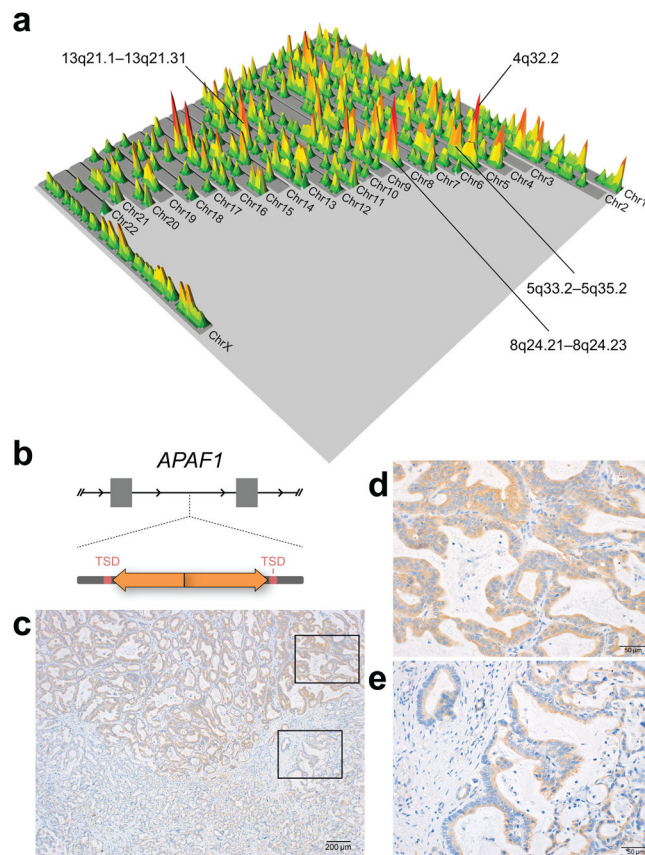 a
13q21.1–13q21.31
4q32.2
Chr1
Chr2
Chr3
Chr4
Chr5
Chr6
Chr7
Chr8
Chr9
Chr10
Chr11
Chr12
Chr13
Chr14
Chr15
Chr16
Chr17
Chr18
Chr19
Chr20
Chr21
Chr22
ChrX
5q33.2–5q35.2
8q24.21–8q24.23
b
APAF1
TSD TSD
c
200 µm
d
50 µm
e
50 µm